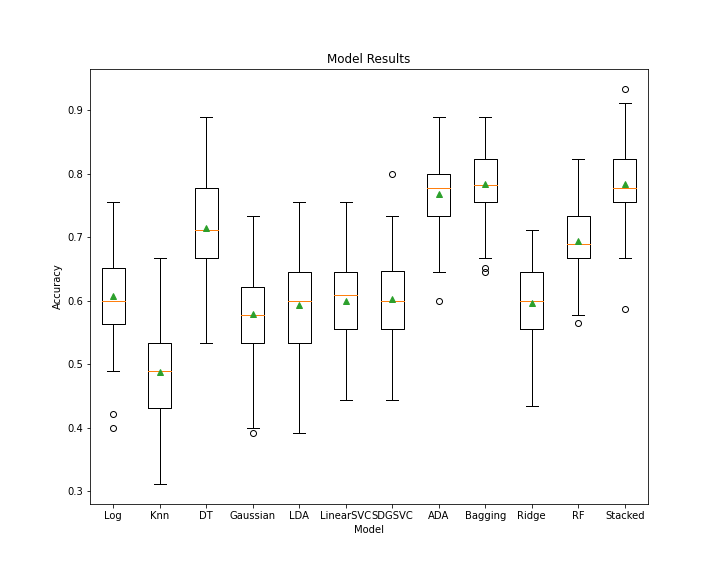 Model Results
Accuracy
0.9
0.8
0.7
0.6
0.5
0.4
0.3
Log Knn DT Gaussian LDA LinearSVC SDGSVC ADA Bagging Ridge RF Stacked
Model